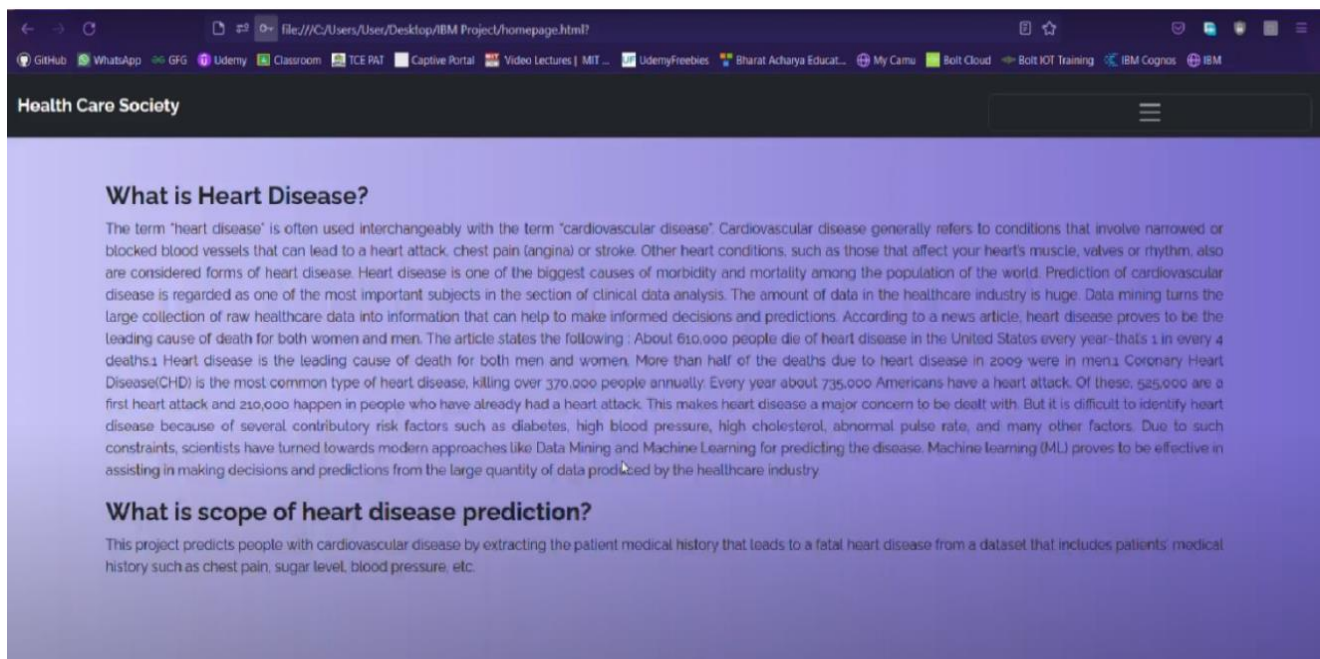 file:///C:/Users/User/Desktop/IBM Project/homepage.html?
GitHub WhatsApp GFG Udemy Classroom TCE PAT Captive Portal Video Lectures | MIT ... UdemyFreebies Bharat Acharya Educat... My Camu Bolt Cloud Bolt IOT Training IBM Cognos IBM
Health Care Society
What is Heart Disease?
The term "heart disease" is often used interchangeably with the term "cardiovascular disease". Cardiovascular disease generally refers to conditions that involve narrowed or
blocked blood vessels that can lead to a heart attack, chest pain (angina) or stroke. Other heart conditions, such as those that affect your heart's muscle, valves or rhythm, also
are considered forms of heart disease. Heart disease is one of the biggest causes of morbidity and mortality among the population of the world. Prediction of cardiovascular
disease is regarded as one of the most important subjects in the section of clinical data analysis. The amount of data in the healthcare industry is huge. Data mining turns the
large collection of raw healthcare data into information that can help to make informed decisions and predictions. According to a news article, heart disease proves to be the
leading cause of death for both women and men. The article states the following : About 610,000 people die of heart disease in the United States every year–that's 1 in every 4
deaths.1 Heart disease is the leading cause of death for both men and women. More than half of the deaths due to heart disease in 2009 were in men.1 Coronary Heart
Disease(CHD) is the most common type of heart disease, killing over 370,000 people annually. Every year about 735,000 Americans have a heart attack. Of these, 525,000 are a
first heart attack and 210,000 happen in people who have already had a heart attack. This makes heart disease a major concern to be dealt with. But it is difficult to identify heart
disease because of several contributory risk factors such as diabetes, high blood pressure, high cholesterol, abnormal pulse rate, and many other factors. Due to such
constraints, scientists have turned towards modern approaches like Data Mining and Machine Learning for predicting the disease. Machine learning (ML) proves to be effective in
assisting in making decisions and predictions from the large quantity of data produced by the healthcare industry.
What is scope of heart disease prediction?
This project predicts people with cardiovascular disease by extracting the patient medical history that leads to a fatal heart disease from a dataset that includes patients' medical
history such as chest pain, sugar level, blood pressure, etc.